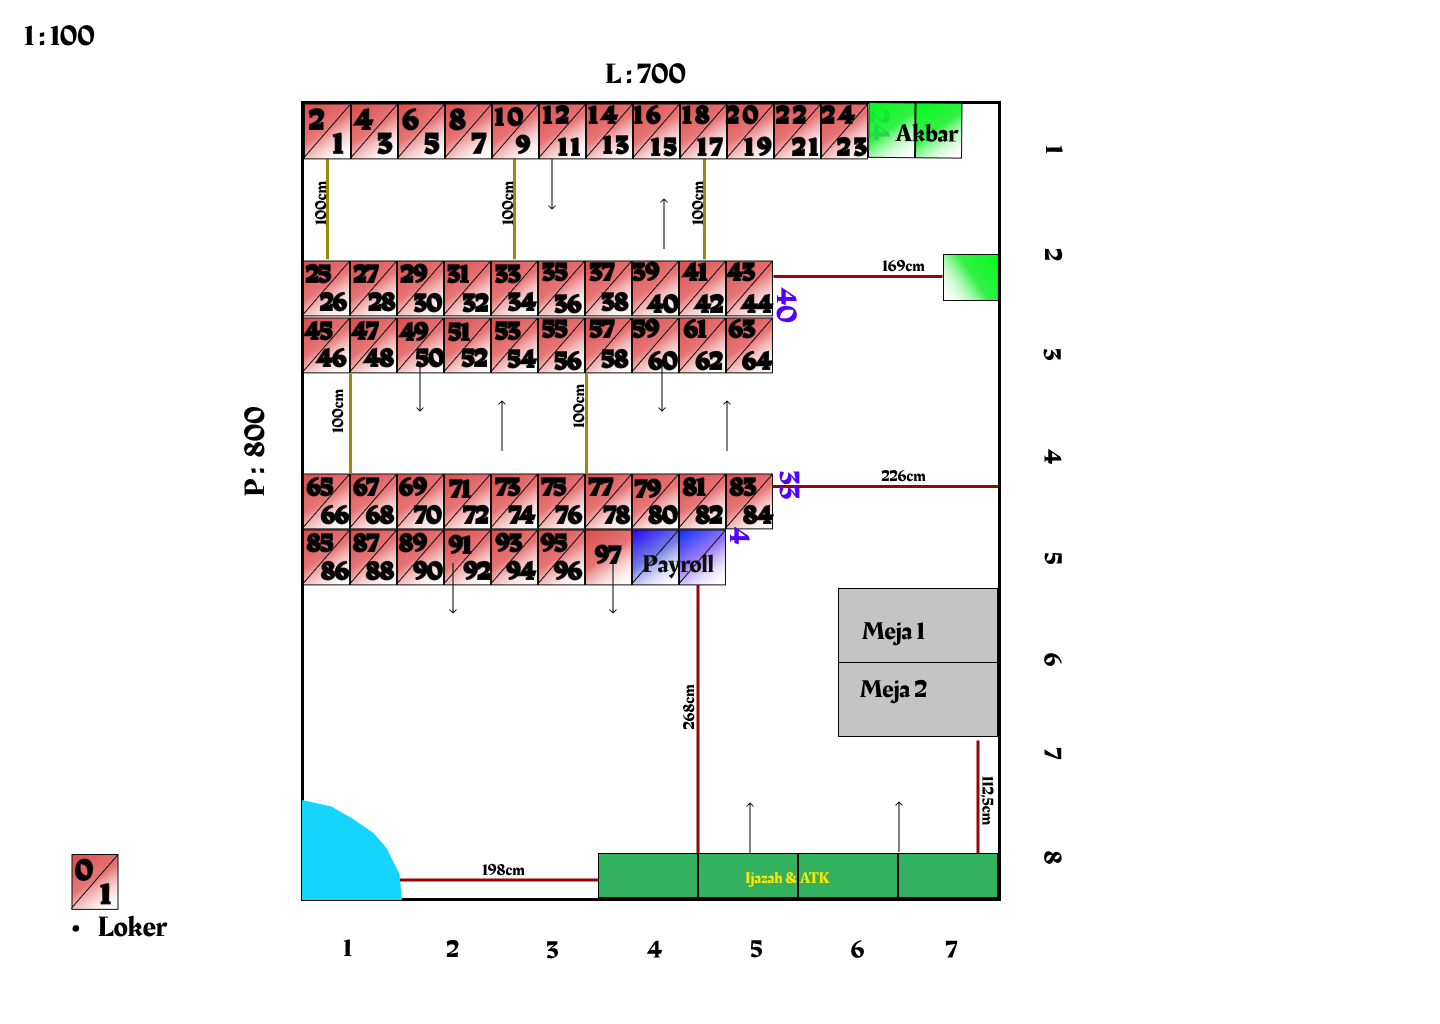 1:100
L:700
2 4 6 8 10 12 14 16 18 20 22 24 24 Akbar
1 3 5 7 9 11 13 15 17 19 21 23
1
100cm 100cm 100cm
2
169cm
25 27 29 31 33 35 37 39 41 43
26 28 30 32 34 36 38 40 42 44
40
45 47 49 51 53 55 57 59 61 63
46 48 50 52 54 56 58 60 62 64
3
100cm 100cm
P: 800
4
226cm
65 67 69 71 73 75 77 79 81 83
66 68 70 72 74 76 78 80 82 84
33
85 87 89 91 93 95 97 Payroll
86 88 90 92 94 96
4
5
Meja 1
6
Meja 2
268cm
7
112,5cm
8
198cm
Ijazah & ATK
0
1
• Loker
1 2 3 4 5 6 7